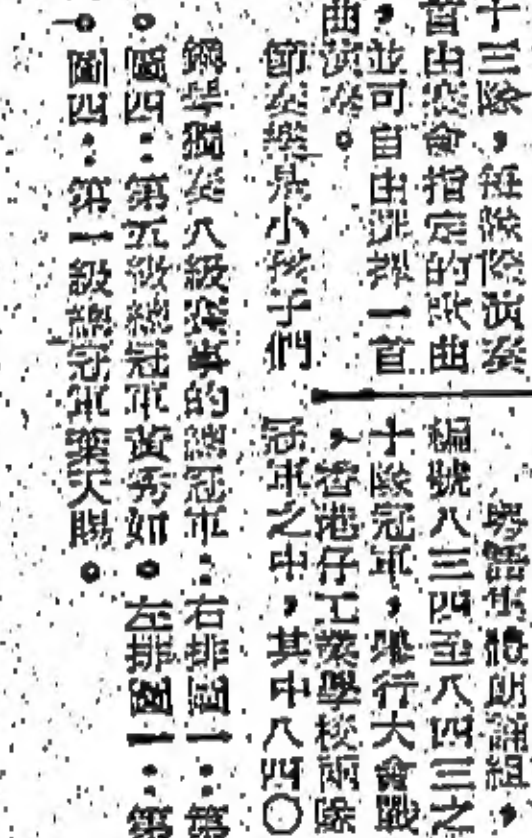 十三隊，每隊除演奏
曾由大會指定的歌曲
，並可自由選擇一首
曲演奏。
節奏樂是小孩子們
粵語集體朗誦組，
編號八三四至八四三之
十隊冠軍，舉行大會戰
，香港仔工業學校兩隊
冠軍之中，其中八四〇
鋼琴獨奏八級賽事的總冠軍：右排圖一：第
。圖四：第五級總冠軍黃秀如。左排圖一：第
。圖四：第一級總冠軍葉天賜。